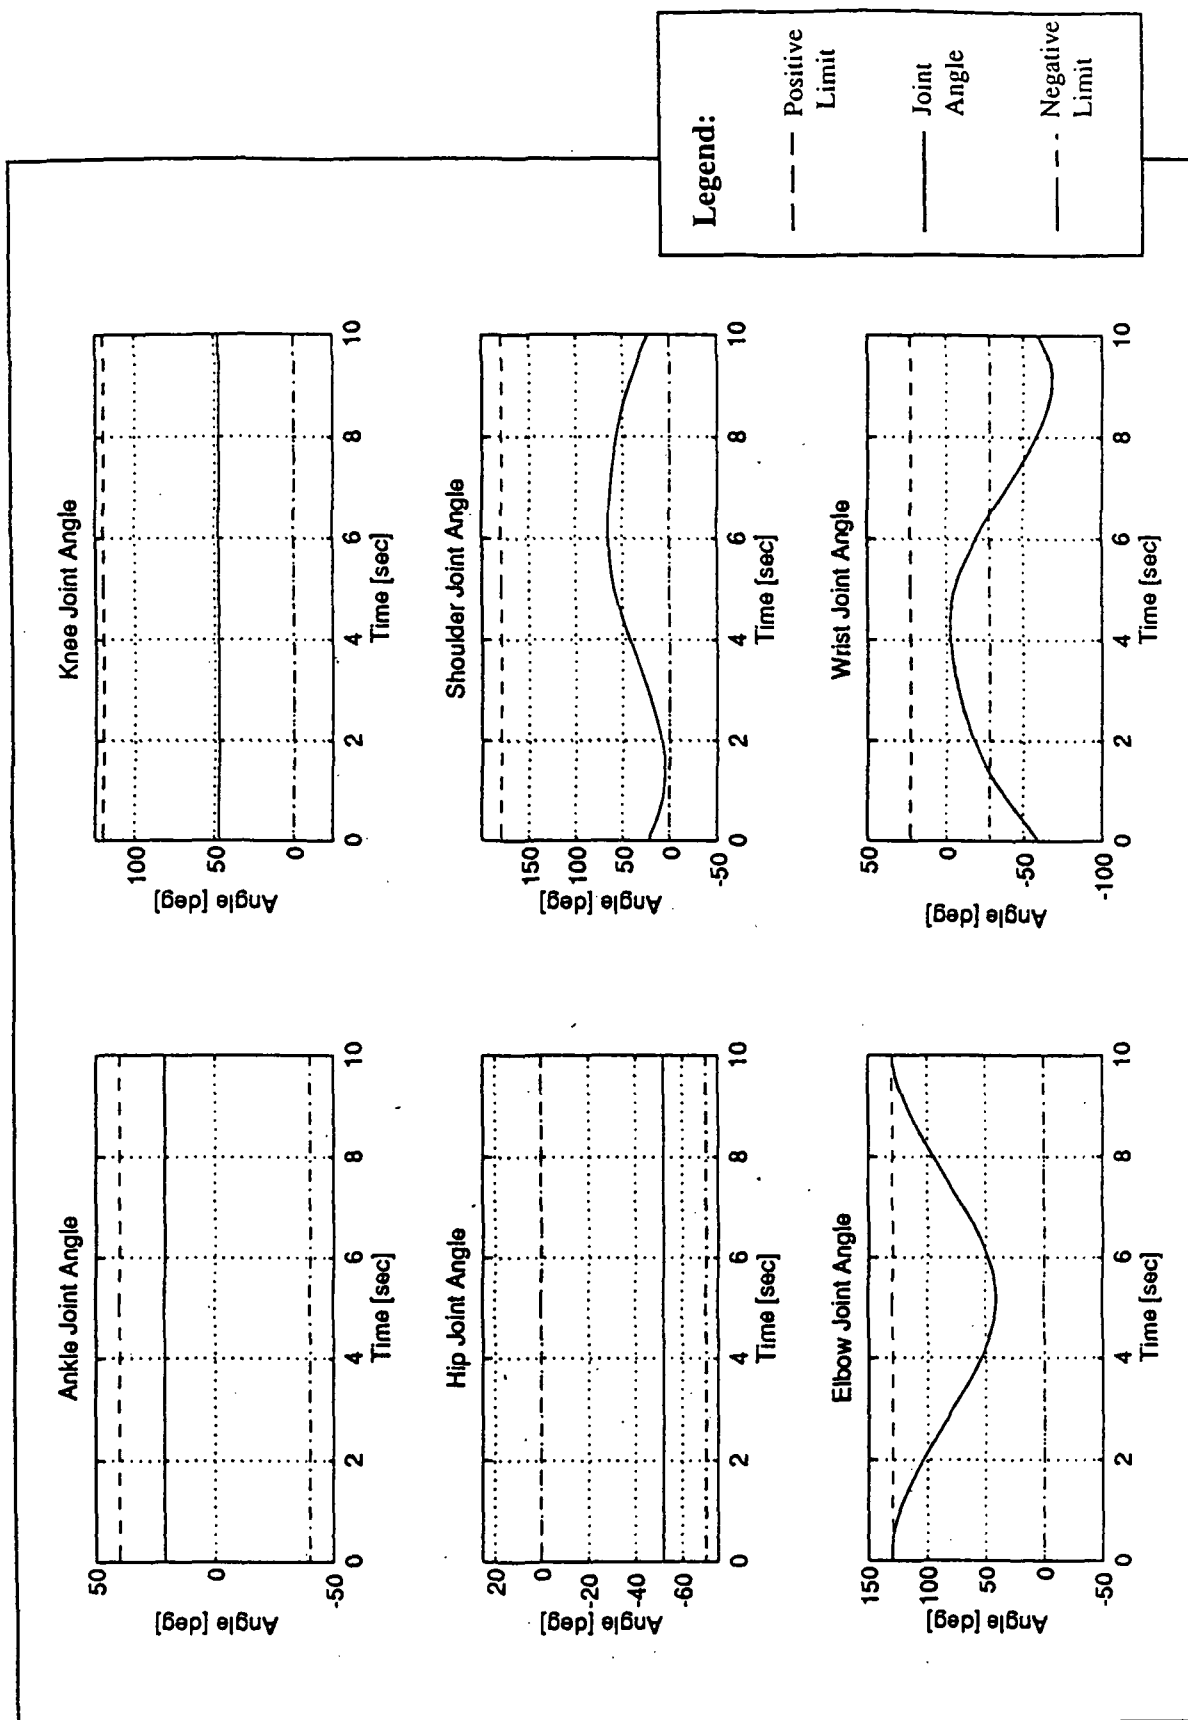 Ankle Joint Angle
Angle [deg]
50
0
-50
0 2 4 6 8 10
Time [sec]
Knee Joint Angle
Angle [deg]
100
50
0
0 2 4 6 8 10
Time [sec]
Hip Joint Angle
Angle [deg]
20
0
-20
-40
-60
0 2 4 6 8 10
Time [sec]
Shoulder Joint Angle
Angle [deg]
150
100
50
0
-50
0 2 4 6 8 10
Time [sec]
Elbow Joint Angle
Angle [deg]
150
100
50
0
-50
0 2 4 6 8 10
Time [sec]
Wrist Joint Angle
Angle [deg]
50
0
-50
-100
0 2 4 6 8 10
Time [sec]
Legend:
Positive
Limit
Joint
Angle
Negative
Limit